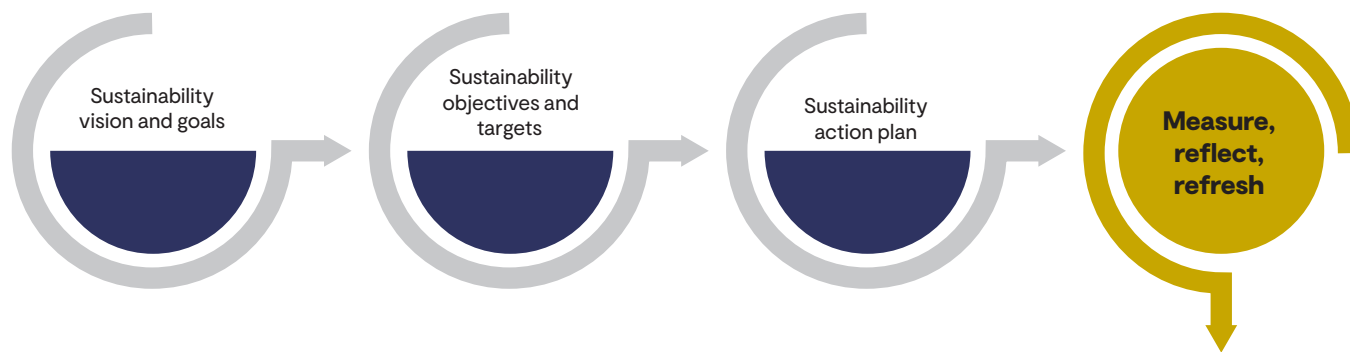 Sustainability
vision and goals
Sustainability
objectives and
targets
Sustainability
action plan
Measure,
reflect,
refresh